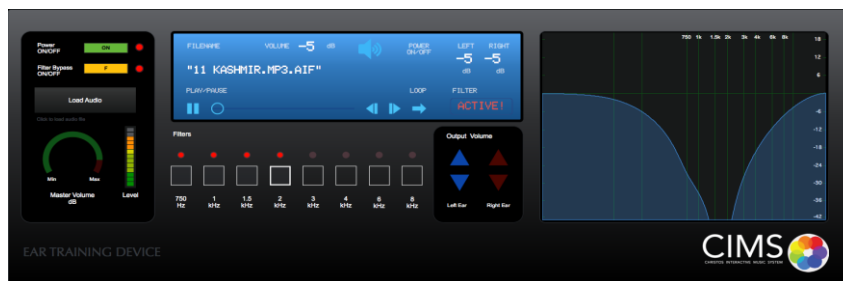 Power
ON/OFF
ON
Filter Bypass
ON/OFF
F
Load Audio
Click to load audio file
Min
Max
Master Volume
dB
Level
FILENAME
VOLUME -5 dB
POWER
ON/OFF
LEFT RIGHT
-5 -5
dB dB
"11 KASHMIR.MP3.AIF"
PLAY/PAUSE
LOOP
FILTER
ACTIVE!
Filters
750
Hz
1
kHz
1.5
kHz
2
kHz
3
kHz
4
kHz
6
kHz
8
kHz
Output Volume
Left Ear
Right Ear
750 1k 1.5k 2k 3k 4k 6k 8k
18
12
6
-6
-12
-18
-24
-30
-36
-42
EAR TRAINING DEVICE
CIMS
CHRISTOS INTERACTIVE MUSIC SYSTEM